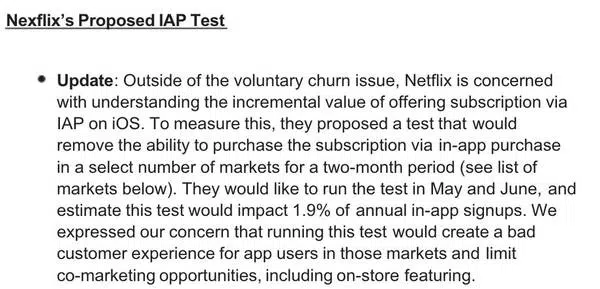 Nexflix’s Proposed IAP Test
● Update: Outside of the voluntary churn issue, Netflix is concerned
with understanding the incremental value of offering subscription via
IAP on iOS. To measure this, they proposed a test that would
remove the ability to purchase the subscription via in-app purchase
in a select number of markets for a two-month period (see list of
markets below). They would like to run the test in May and June, and
estimate this test would impact 1.9% of annual in-app signups. We
expressed our concern that running this test would create a bad
customer experience for app users in those markets and limit
co-marketing opportunities, including on-store featuring.